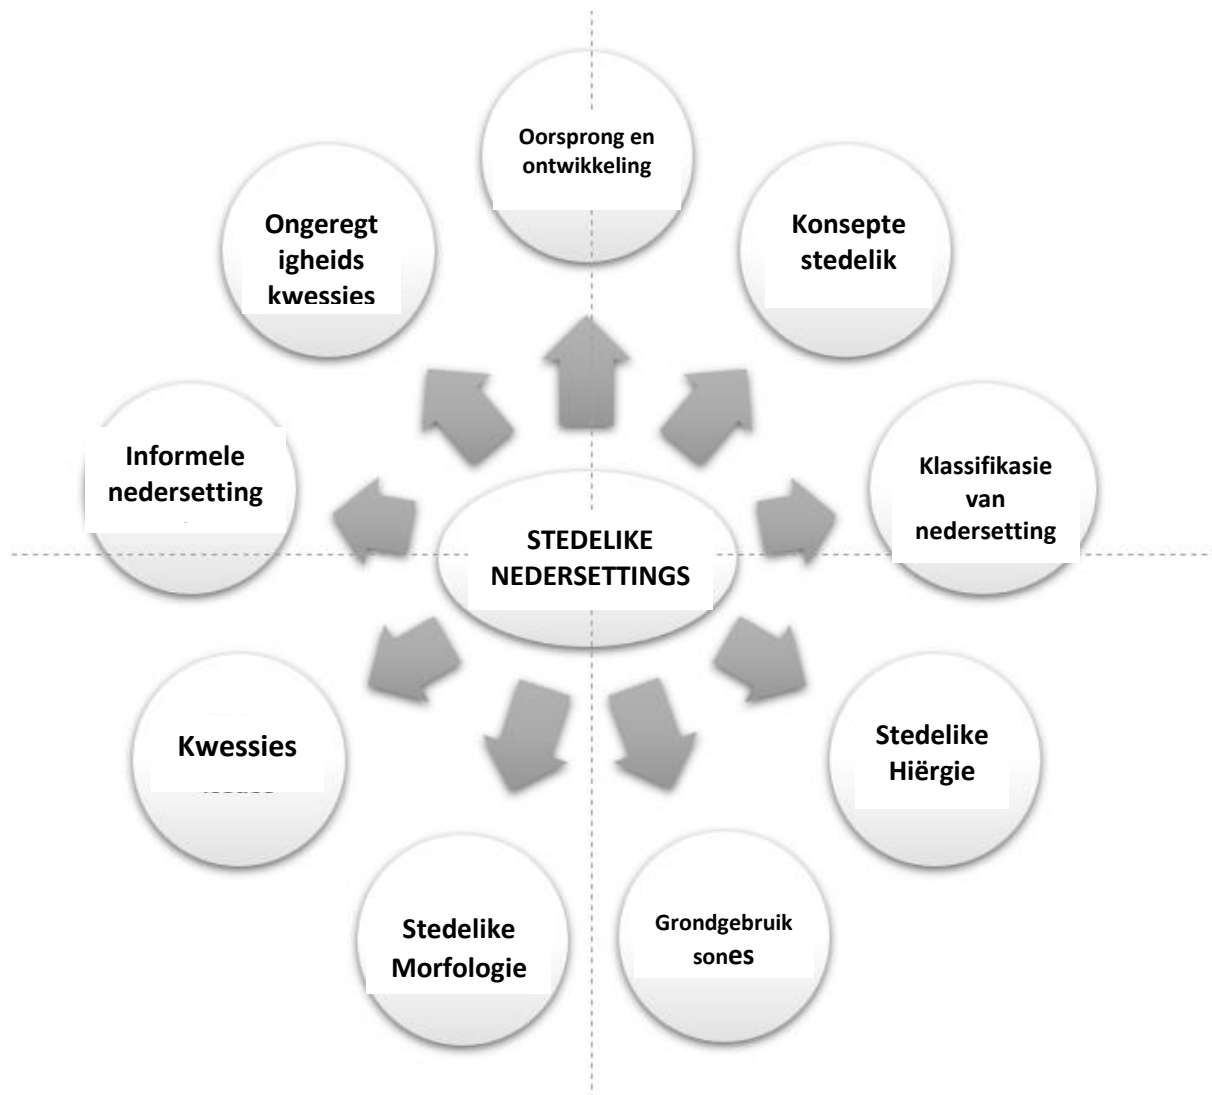 Oorsprong en
ontwikkeling
Konsepte
stedelik
Klassifikasie
van
nedersetting
Stedelike
Hiërgie
Grondgebruik
sones
Stedelike
Morfologie
Kwessies
Informele
nedersetting
Ongeregt
igheids
kwessies
STEDELIKE
NEDERSETTINGS